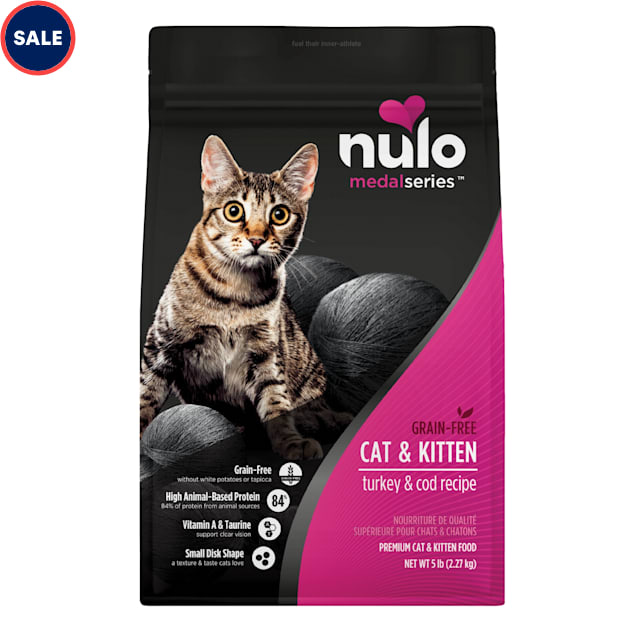 SALE
feed their inner-athlete
nulo
medalseries™
GRAIN-FREE
CAT & KITTEN
turkey & cod recipe
Grain-Free
without white potatoes or tapioca
GRAIN-FREE
High Animal-Based Protein
84% of protein from animal sources
84%
Vitamin A & Taurine
support clear vision
Small Disk Shape
a texture & taste cats love
NOURRITURE DE QUALITÉ
SUPÉRIEURE POUR CHATS & CHATONS
PREMIUM CAT & KITTEN FOOD
NET WT 5 lb (2.27 kg)